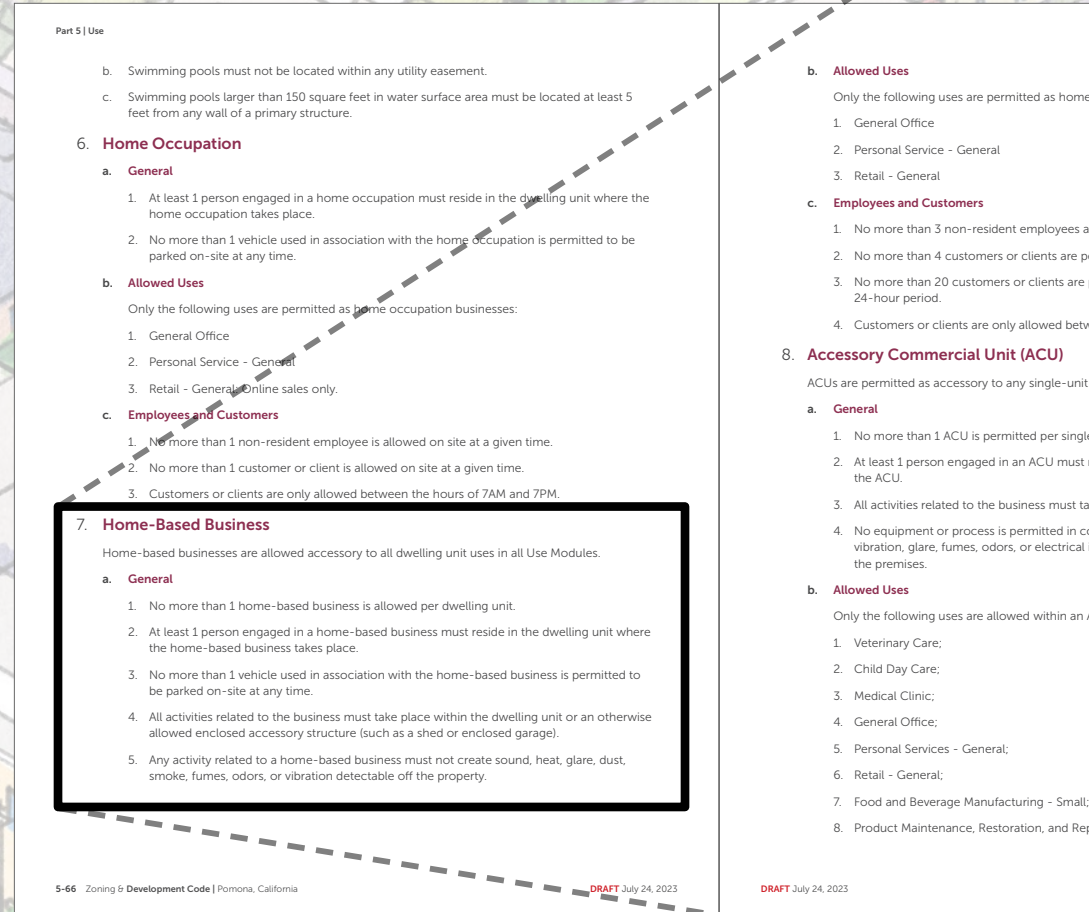 Part 5 | Use
b. Swimming pools must not be located within any utility easement.
c. Swimming pools larger than 150 square feet in water surface area must be located at least 5
feet from any wall of a primary structure.
6. Home Occupation
a. General
1. At least 1 person engaged in a home occupation must reside in the dwelling unit where the
home occupation takes place.
2. No more than 1 vehicle used in association with the home occupation is permitted to be
parked on-site at any time.
b. Allowed Uses
Only the following uses are permitted as home occupation businesses:
1. General Office
2. Personal Service - General
3. Retail - General: Online sales only.
c. Employees and Customers
1. No more than 1 non-resident employee is allowed on site at a given time.
2. No more than 1 customer or client is allowed on site at a given time.
3. Customers or clients are only allowed between the hours of 7AM and 7PM.
7. Home-Based Business
Home-based businesses are allowed accessory to all dwelling unit uses in all Use Modules.
a. General
1. No more than 1 home-based business is allowed per dwelling unit.
2. At least 1 person engaged in a home-based business must reside in the dwelling unit where
the home-based business takes place.
3. No more than 1 vehicle used in association with the home-based business is permitted to
be parked on-site at any time.
4. All activities related to the business must take place within the dwelling unit or an otherwise
allowed enclosed accessory structure (such as a shed or enclosed garage).
5. Any activity related to a home-based business must not create sound, heat, glare, dust,
smoke, fumes, odors, or vibration detectable off the property.
5-66 Zoning & Development Code | Pomona, California
DRAFT July 24, 2023
b. Allowed Uses
Only the following uses are permitted as home
1. General Office
2. Personal Service - General
3. Retail - General
c. Employees and Customers
1. No more than 3 non-resident employees a
2. No more than 4 customers or clients are pe
3. No more than 20 customers or clients are
24-hour period.
4. Customers or clients are only allowed betw
8. Accessory Commercial Unit (ACU)
ACUs are permitted as accessory to any single-unit
a. General
1. No more than 1 ACU is permitted per single
2. At least 1 person engaged in an ACU must
the ACU.
3. All activities related to the business must ta
4. No equipment or process is permitted in co
vibration, glare, fumes, odors, or electrical
the premises.
b. Allowed Uses
Only the following uses are allowed within an
1. Veterinary Care;
2. Child Day Care;
3. Medical Clinic;
4. General Office;
5. Personal Services - General;
6. Retail - General;
7. Food and Beverage Manufacturing - Small;
8. Product Maintenance, Restoration, and Rep
DRAFT July 24, 2023